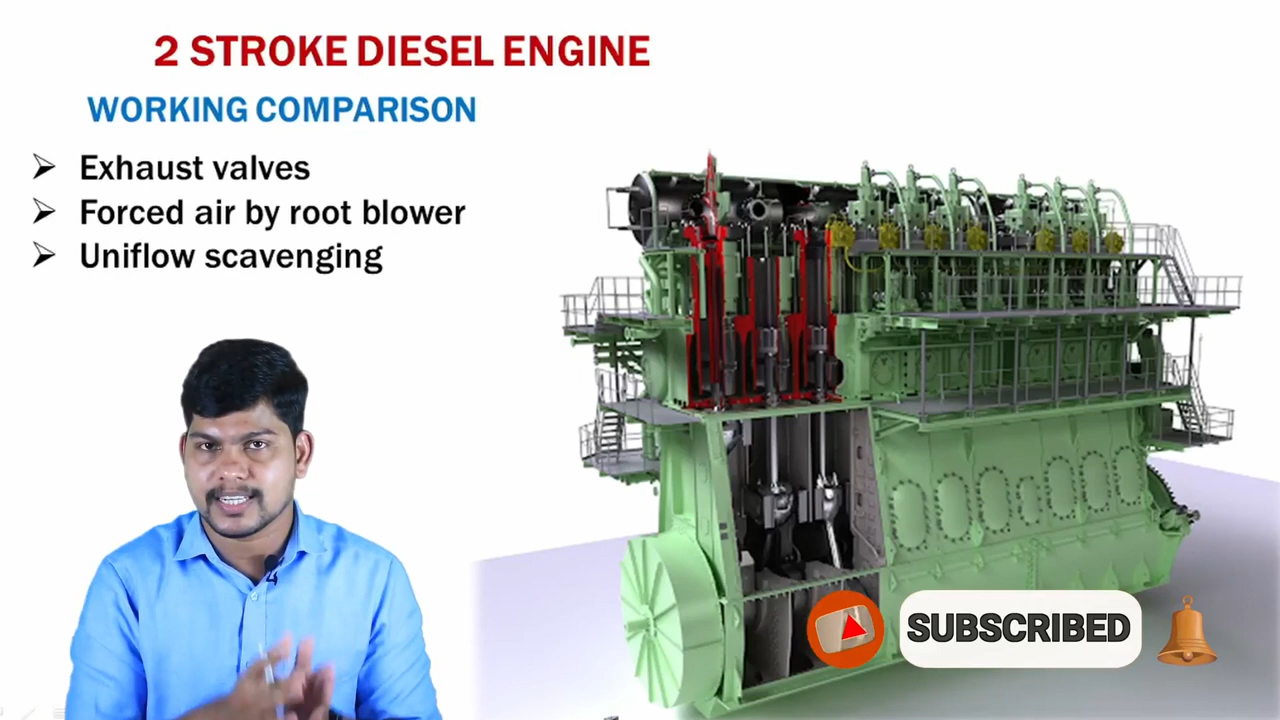 2 STROKE DIESEL ENGINE
WORKING COMPARISON
➢ Exhaust valves
➢ Forced air by root blower
➢ Uniflow scavenging
SUBSCRIBED